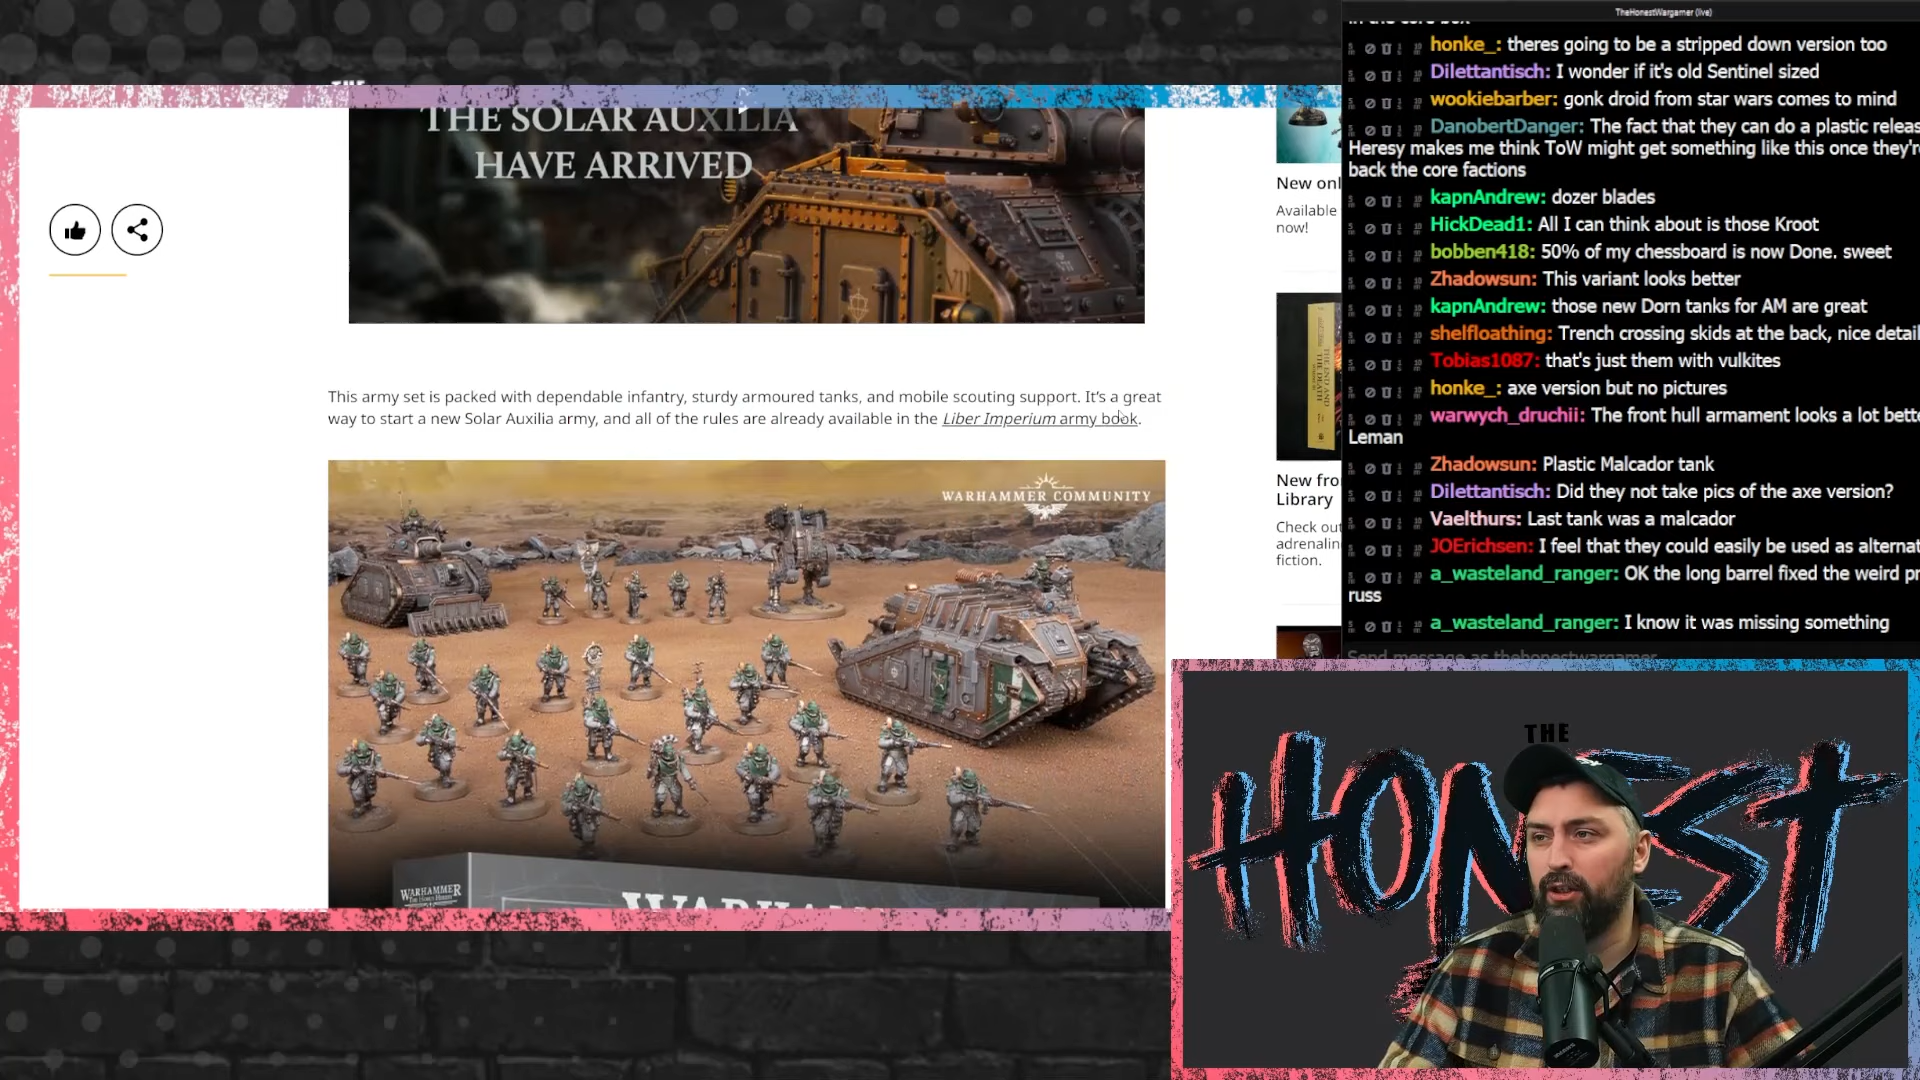 THE SOLAR AUXILIA
HAVE ARRIVED
This army set is packed with dependable infantry, sturdy armoured tanks, and mobile scouting support. It's a great
way to start a new Solar Auxilia army, and all of the rules are already available in the Liber Imperium army book.
WARHAMMER COMMUNITY
WARHAMMER
New onl
Available
now!
New fro
Library
Check out
adrenalin
fiction.
TheHonestWargamer (live)
honke_: theres going to be a stripped down version too
Dilettantisch: I wonder if it's old Sentinel sized
wookiebarber: gonk droid from star wars comes to mind
DanobertDanger: The fact that they can do a plastic releas
Heresy makes me think ToW might get something like this once they're
back the core factions
kapnAndrew: dozer blades
HickDead1: All I can think about is those Kroot
bobben418: 50% of my chessboard is now Done. sweet
Zhadowsun: This variant looks better
kapnAndrew: those new Dorn tanks for AM are great
shelfloathing: Trench crossing skids at the back, nice detail
Tobias1087: that's just them with vulkites
honke_: axe version but no pictures
warwych_druchii: The front hull armament looks a lot bette
Leman
Zhadowsun: Plastic Malcador tank
Dilettantisch: Did they not take pics of the axe version?
Vaelthurs: Last tank was a malcador
JOErichsen: I feel that they could easily be used as alternat
a_wasteland_ranger: OK the long barrel fixed the weird pr
russ
a_wasteland_ranger: I know it was missing something
Send message as thehonestwargamer
THE
HONEST